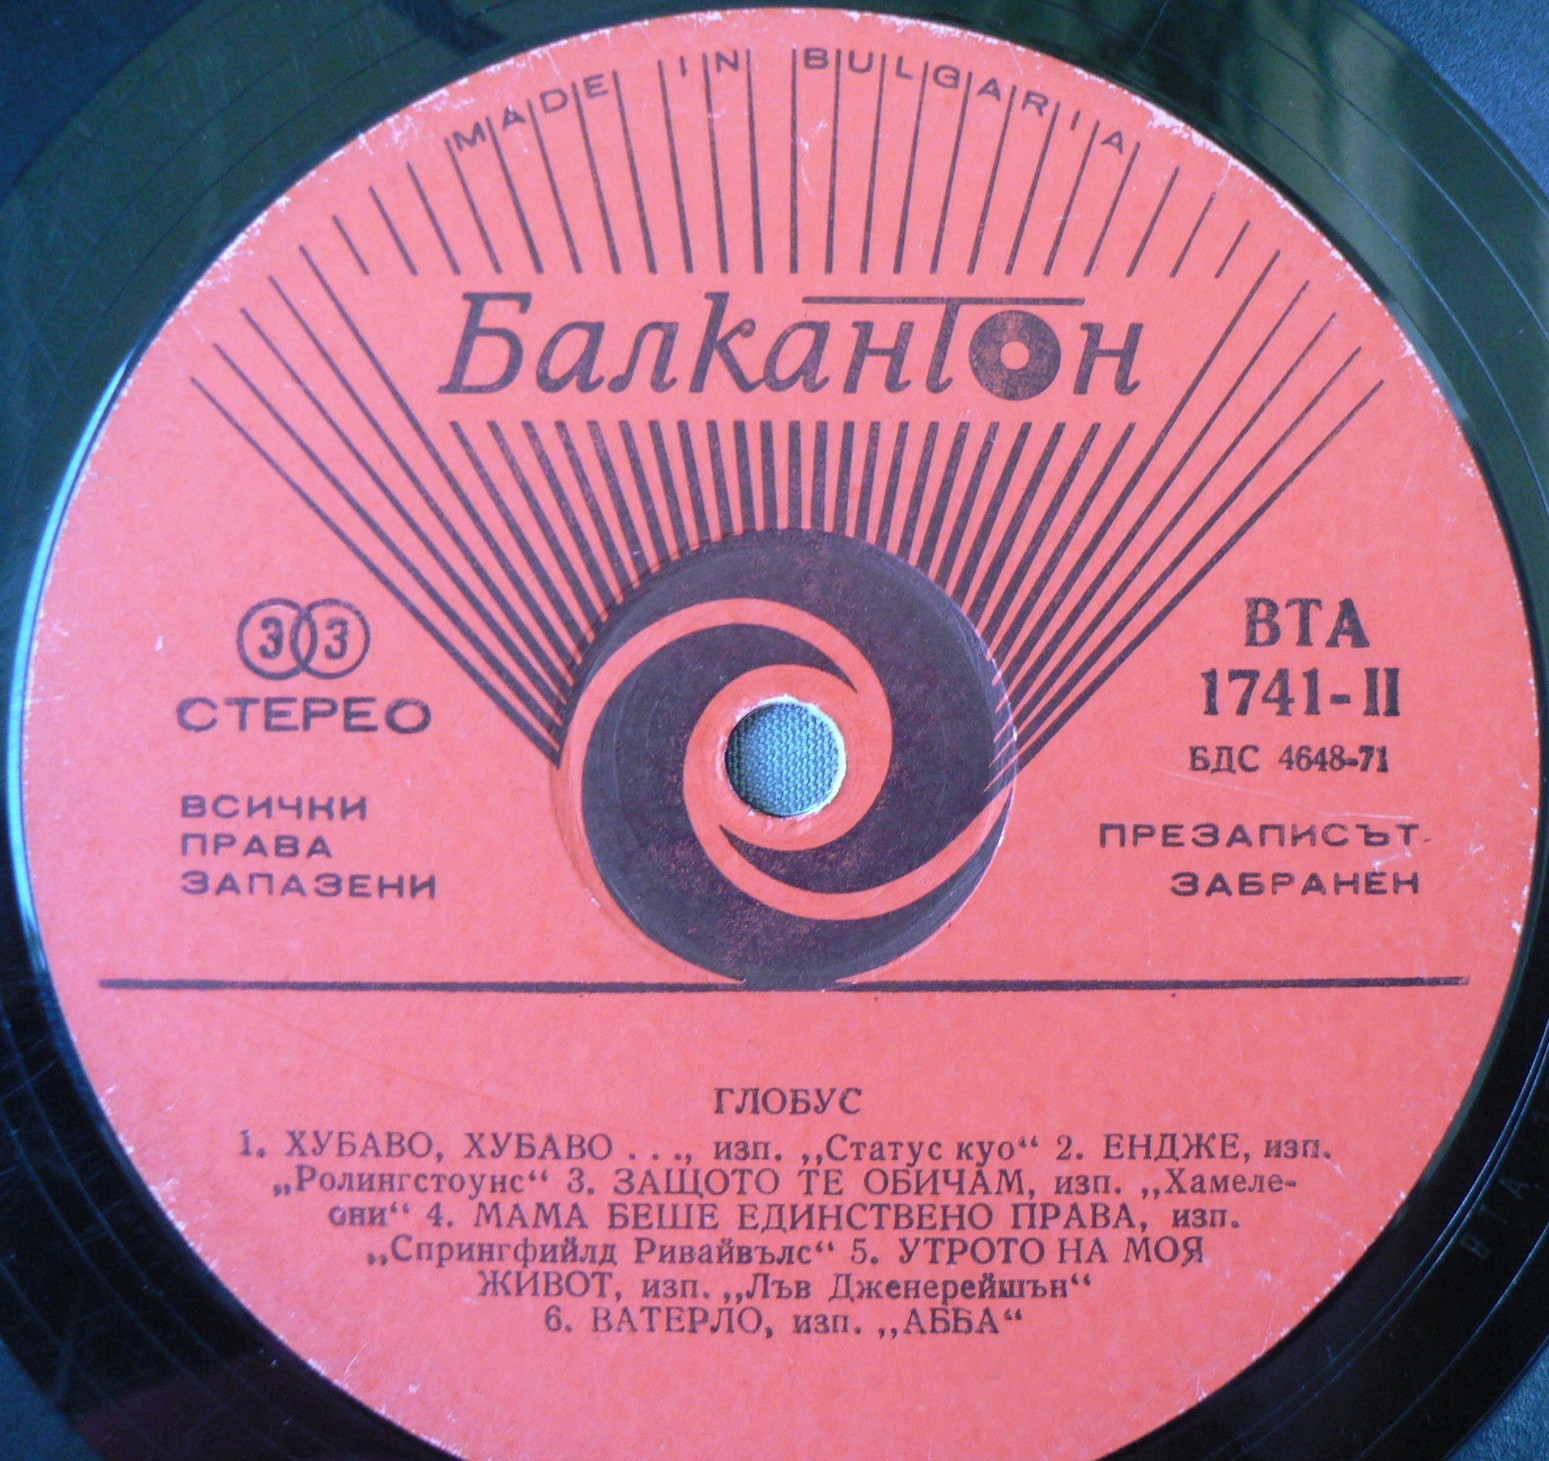 MADE IN BULGARIA
Балкантон
33
СТЕРЕО
ВСИЧКИ
ПРАВА
ЗАПАЗЕНИ
ВТА
1741-II
БДС 4648-71
ПРЕЗАПИСЪТ-
ЗАБРАНЕН
ГЛОБУС
1. ХУБАВО, ХУБАВО . . ., изп. „Статус куо“ 2. ЕНДЖЕ, изп.
„Ролингстоунс“ 3. ЗАЩОТО ТЕ ОБИЧАМ, изп. „Хамеле-
они“ 4. МАМА БЕШЕ ЕДИНСТВЕНО ПРАВА, изп.
„Спрингфийлд Ривайвълс“ 5. УТРОТО НА МОЯ
ЖИВОТ, изп. „Лъв Дженерейшън“
6. ВАТЕРЛО, изп. „АББА“